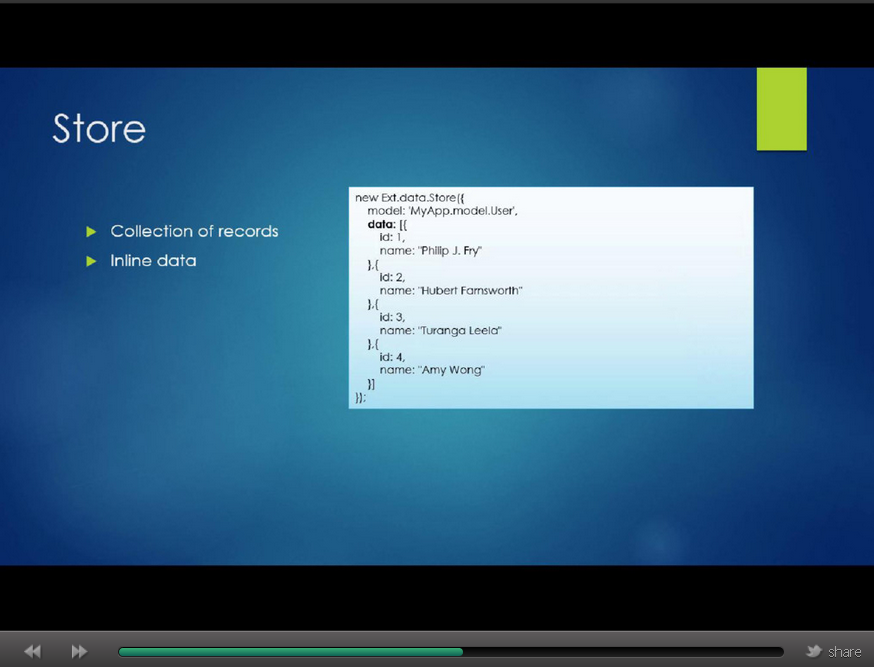 Store
Collection of records
Inline data
new Ext.data.Store({
model: 'MyApp.model.User',
data: [{
id: 1,
name: "Philip J. Fry"
},{
id: 2,
name: "Hubert Farnsworth"
},{
id: 3,
name: "Turanga Leela"
},{
id: 4,
name: "Amy Wong"
}]
});
share